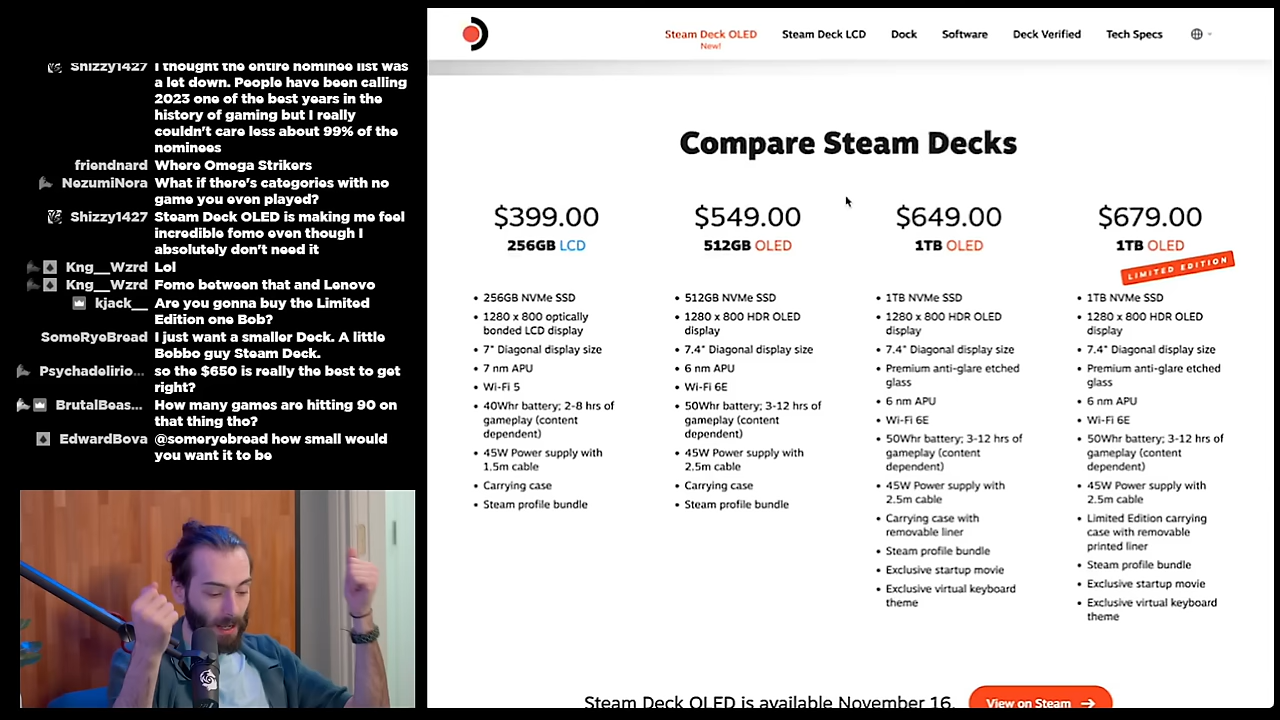 Shizzy1427 I thought the entire nominee list was
a let down. People have been calling
2023 one of the best years in the
history of gaming but I really
couldn't care less about 99% of the
nominees
friendnard Where Omega Strikers
NezumiNora What if there's categories with no
game you even played?
Shizzy1427 Steam Deck OLED is making me feel
incredible fomo even though I
absolutely don't need it
Kng__Wzrd Lol
Kng__Wzrd Fomo between that and Lenovo
kjack__ Are you gonna buy the Limited
Edition one Bob?
SomeRyeBread I just want a smaller Deck. A little
Bobbo guy Steam Deck.
Psychadelirio... so the $650 is really the best to get
right?
BrutalBeas... How many games are hitting 90 on
that thing tho?
EdwardBova @someryebread how small would
you want it to be
Steam Deck OLED Steam Deck LCD Dock Software Deck Verified Tech Specs
New!
Compare Steam Decks
$399.00
256GB LCD
256GB NVMe SSD
1280 x 800 optically
bonded LCD display
7" Diagonal display size
7 nm APU
Wi-Fi 5
40Whr battery; 2-8 hrs of
gameplay (content
dependent)
45W Power supply with
1.5m cable
Carrying case
Steam profile bundle
$549.00
512GB OLED
512GB NVMe SSD
1280 x 800 HDR OLED
display
7.4" Diagonal display size
6 nm APU
Wi-Fi 6E
50Whr battery; 3-12 hrs of
gameplay (content
dependent)
45W Power supply with
2.5m cable
Carrying case
Steam profile bundle
$649.00
1TB OLED
1TB NVMe SSD
1280 x 800 HDR OLED
display
7.4" Diagonal display size
Premium anti-glare etched
glass
6 nm APU
Wi-Fi 6E
50Whr battery; 3-12 hrs of
gameplay (content
dependent)
45W Power supply with
2.5m cable
Carrying case with
removable liner
Steam profile bundle
Exclusive startup movie
Exclusive virtual keyboard
theme
$679.00
1TB OLED
LIMITED EDITION
1TB NVMe SSD
1280 x 800 HDR OLED
display
7.4" Diagonal display size
Premium anti-glare etched
glass
6 nm APU
Wi-Fi 6E
50Whr battery; 3-12 hrs of
gameplay (content
dependent)
45W Power supply with
2.5m cable
Limited Edition carrying
case with removable
printed liner
Steam profile bundle
Exclusive startup movie
Exclusive virtual keyboard
theme
Steam Deck OLED is available November 16. View on Steam